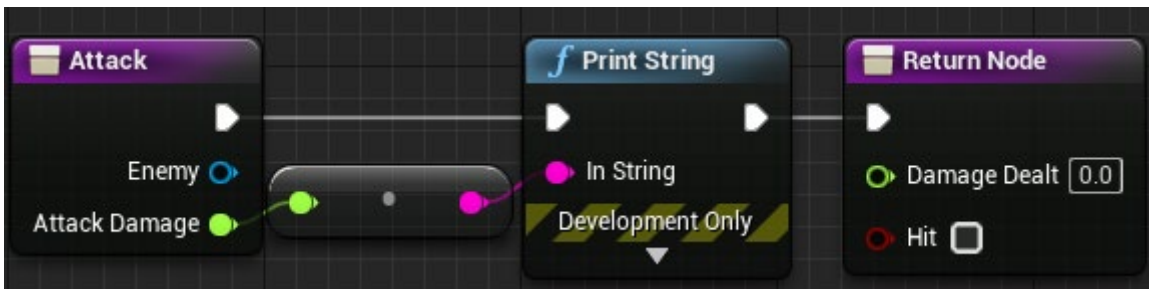 Attack
Enemy
Attack Damage
f Print String
In String
Development Only
Return Node
Damage Dealt 0.0
Hit